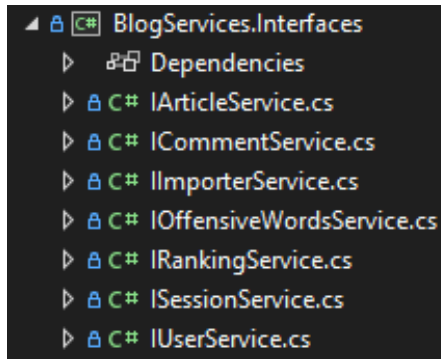 C# BlogServices.Interfaces
Dependencies
C# IArticleService.cs
C# ICommentService.cs
C# IImporterService.cs
C# IOffensiveWordsService.cs
C# IRankingService.cs
C# ISessionService.cs
C# IUserService.cs